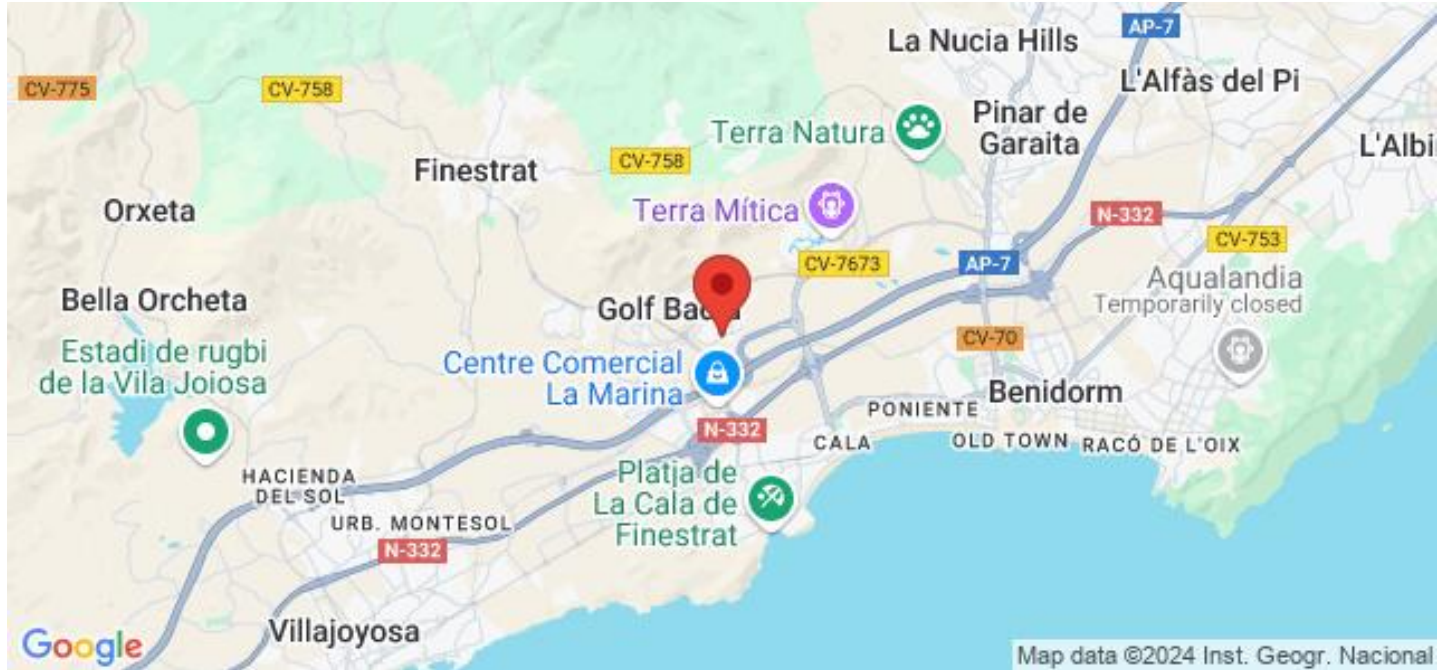 AP-7
La Nucia Hills
CV-775
CV-758
L'Alfàs del Pi
Terra Natura
Pinar de
Garaita
L'Albi
Finestrat
CV-758
Orxeta
Terra Mítica
N-332
CV-753
CV-7673
AP-7
Aqualandia
Temporarily closed
Bella Orcheta
Golf Ba
Estadi de rugbi
de la Vila Joiosa
CV-70
Centre Comercial
La Marina
Benidorm
PONIENTE
N-332
CALA
OLD TOWN
RACÓ DE L'OIX
HACIENDA
DEL SOL
Platja de
La Cala de
Finestrat
URB. MONTESOL
N-332
Villajoyosa
Google
Map data ©2024 Inst. Geogr. Nacional